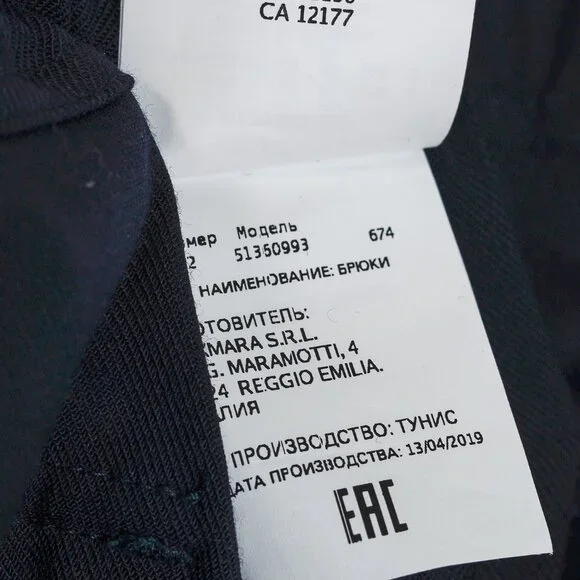 CA 12177
мер Модель 674
2 51360993
НАИМЕНОВАНИЕ: БРЮКИ
ОТОВИТЕЛЬ:
MARA S.R.L.
G. MARAMOTTI, 4
24 REGGIO EMILIA.
ЛИЯ
ПРОИЗВОДСТВО: ТУНИС
ДАТА ПРОИЗВОДСТВА: 13/04/2019
EAC